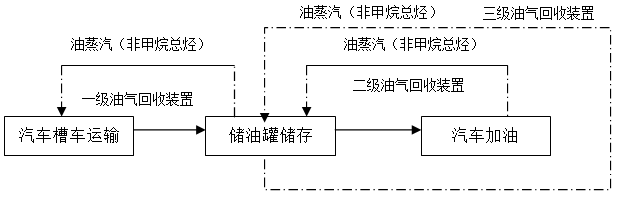 油蒸汽（非甲烷总烃）
三级油气回收装置
油蒸汽（非甲烷总烃）
油蒸汽（非甲烷总烃）
一级油气回收装置
二级油气回收装置
汽车槽车运输
储油罐储存
汽车加油